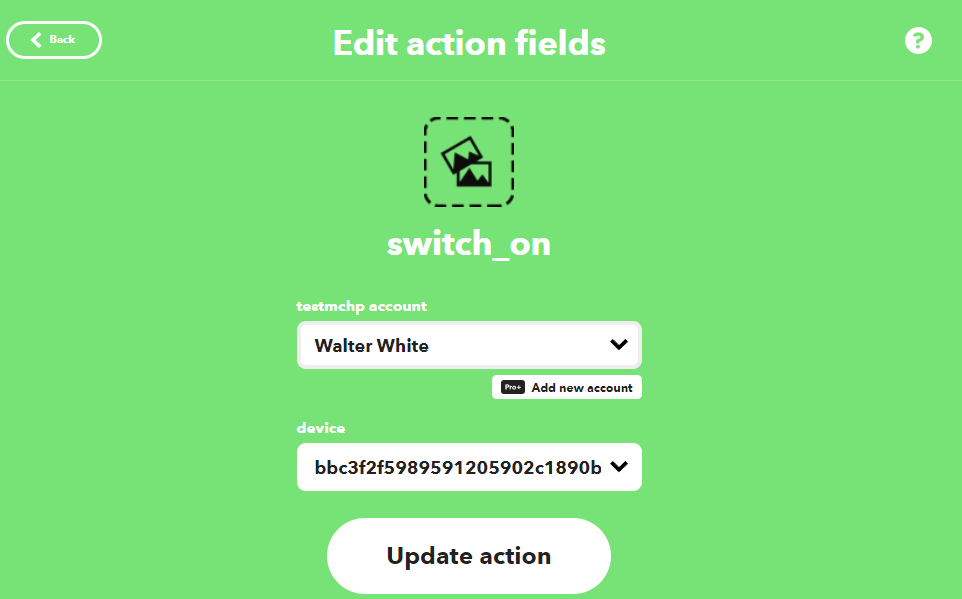 Back
Edit action fields
?
switch_on
testmchp account
Walter White
Pro+ Add new account
device
bbc3f2f5989591205902c1890b
Update action